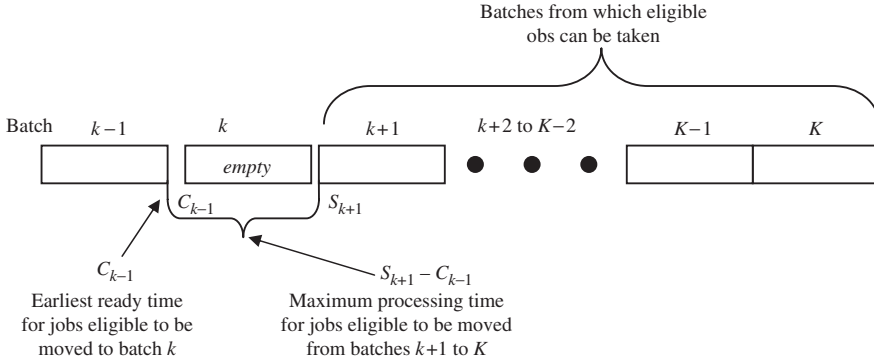 Batches from which eligible
obs can be taken
Batch k−1 k k+1 k+2 to K−2 K−1 K
empty
C_{k−1} S_{k+1}
C_{k−1}
Earliest ready time
for jobs eligible to be
moved to batch k
S_{k+1} − C_{k−1}
Maximum processing time
for jobs eligible to be moved
from batches k+1 to K